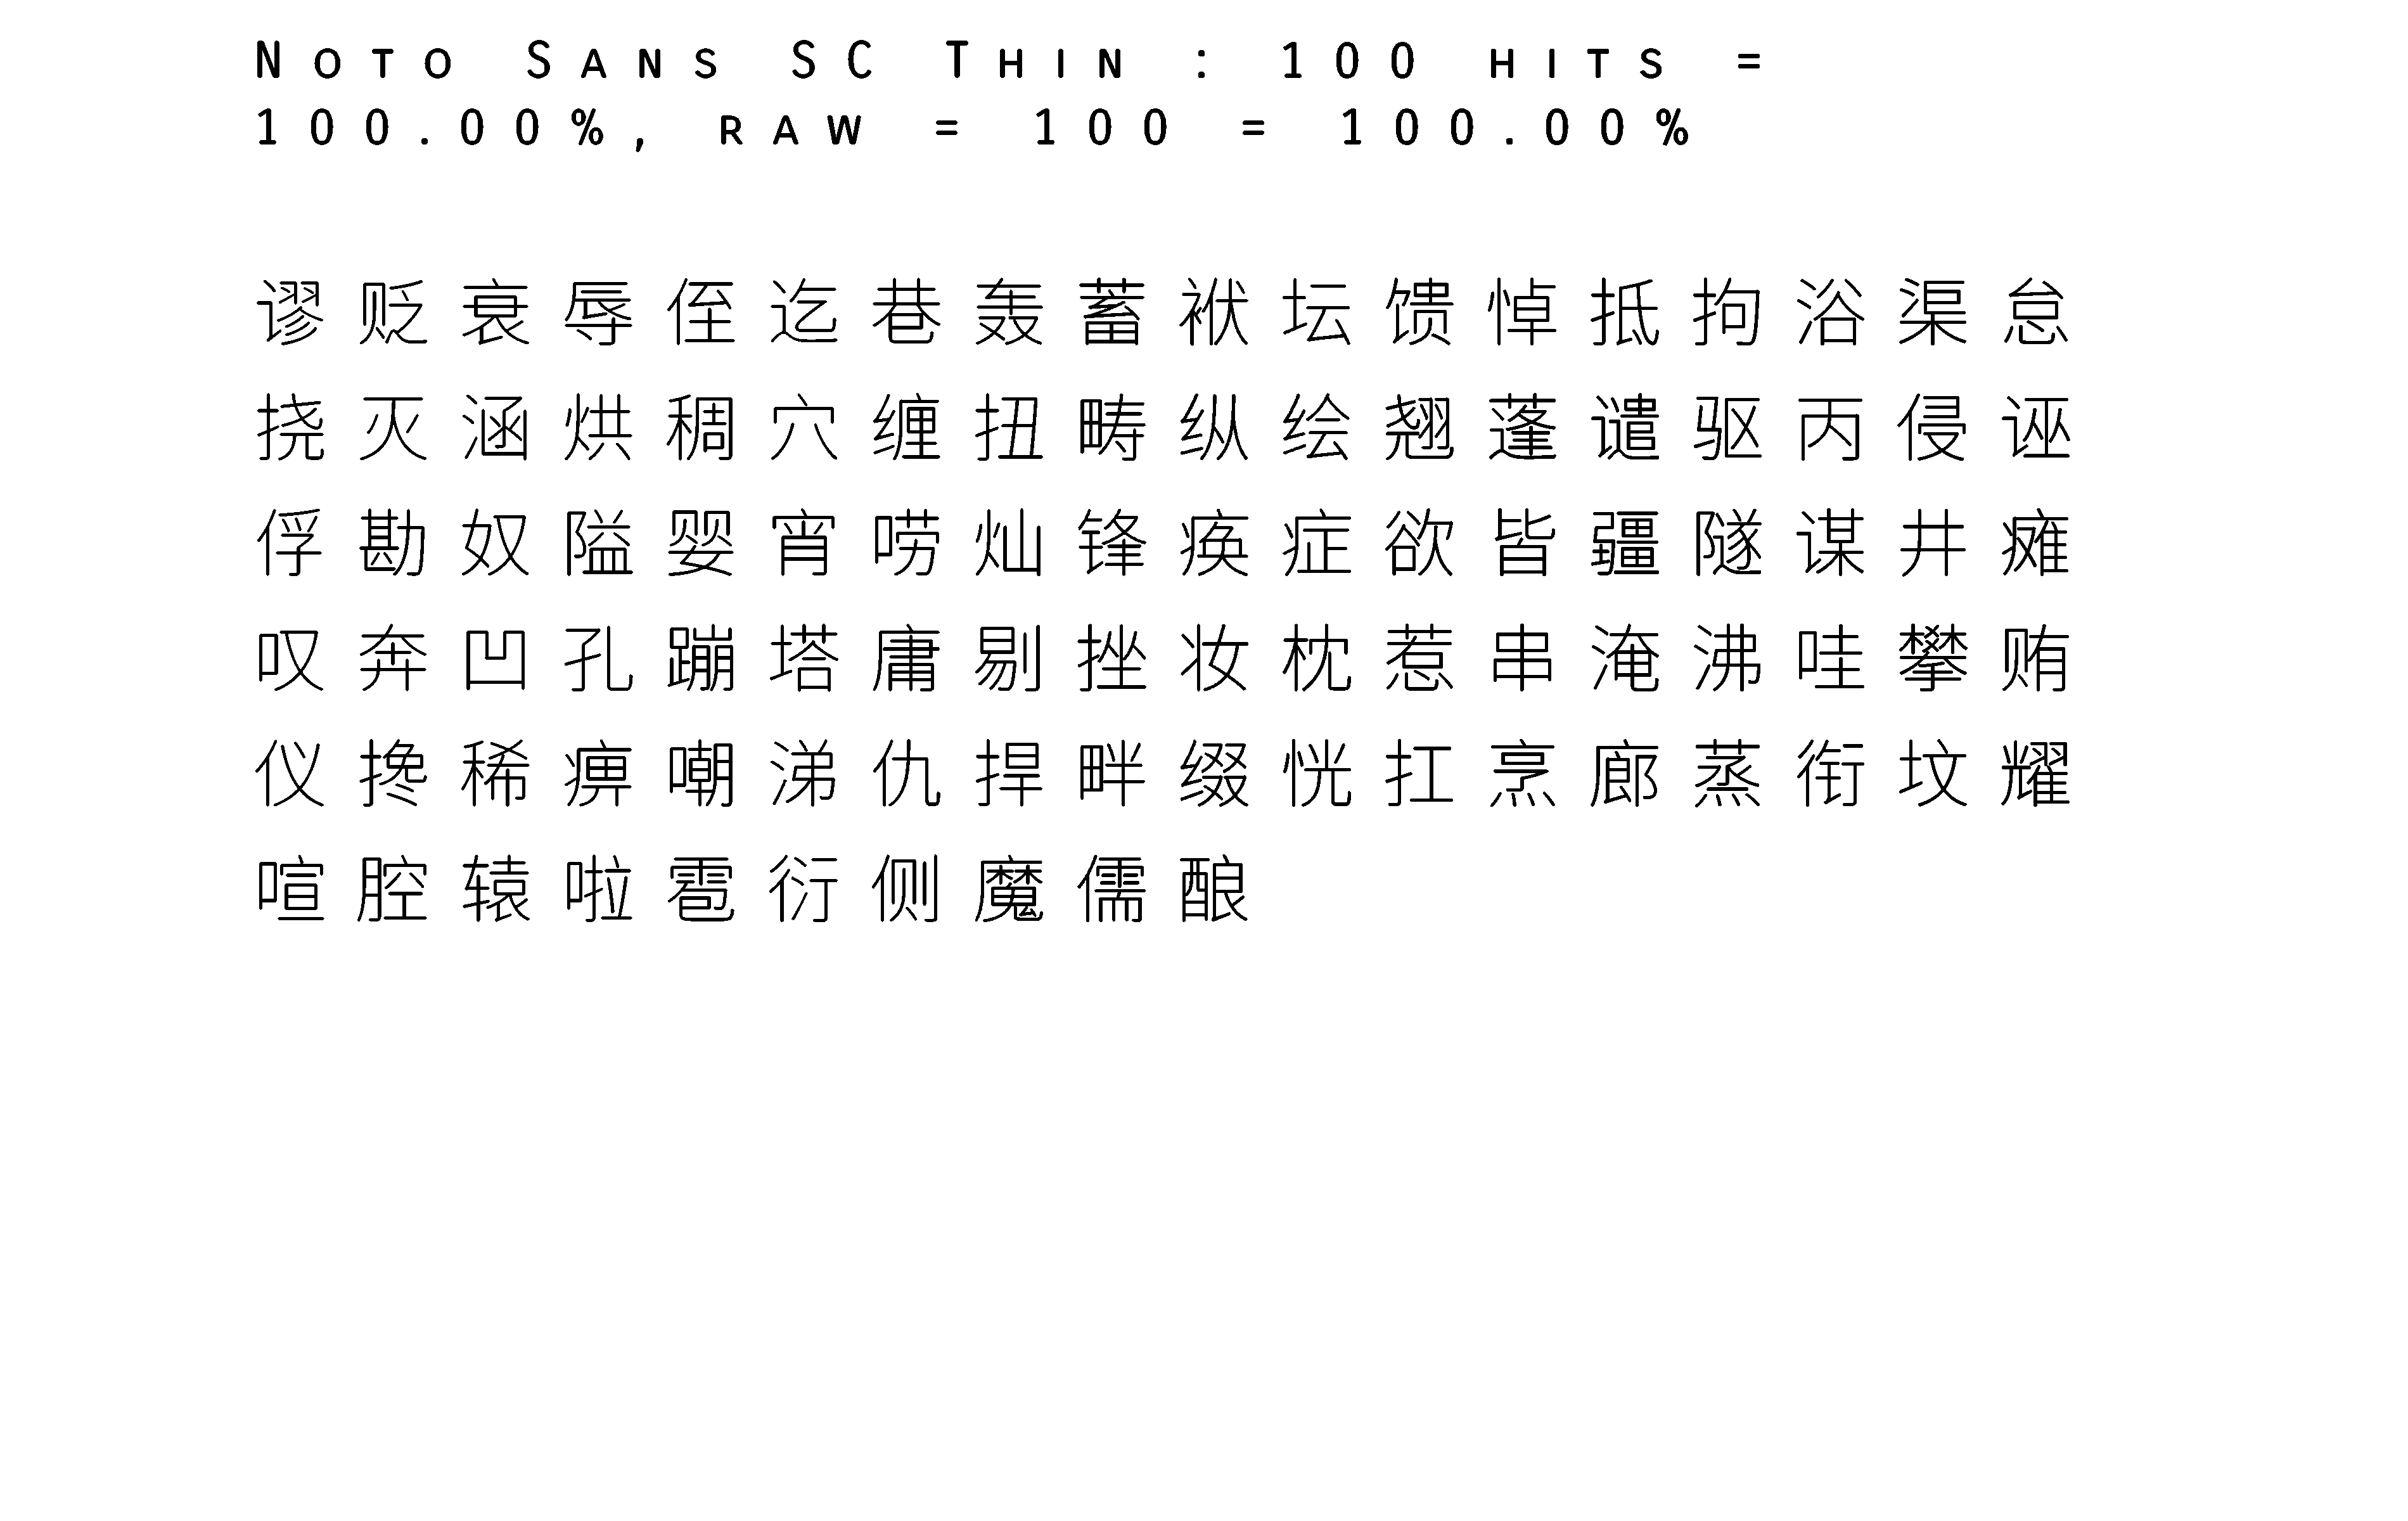 Noto Sans SC Thin : 100 hits =
100.00%, raw = 100 = 100.00%
谬贬哀辱侄迄巷轰蓄袱坛馈悼抵拘浴渠怠
挠灭涵烘稠穴缠扭畴纵绘翘蓬谴驱丙侵诬
俘勘奴隘婴宵唠灿锋痪症欲皆疆隧谋井瘫
叹奔凹孔蹦塔庸剔挫妆枕惹串淹沸哇攀贿
仪搀稀痹嘲涕仇捍畔缀恍扛烹廊蒸衔坟耀
喧腔辕啦雹衍侧魔儒酿